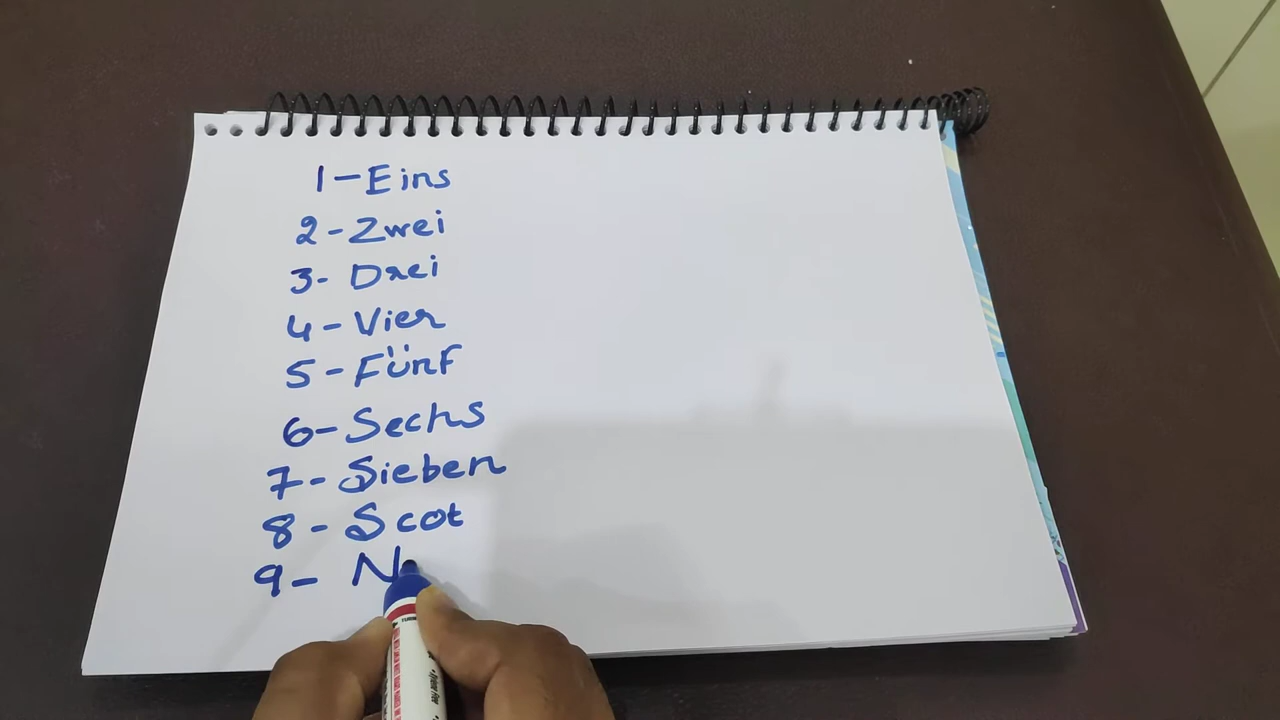 1-Eins
2-Zwei
3-Drei
4-Vier
5-Fünf
6-Sechs
7-Sieben
8-Scot
9- N